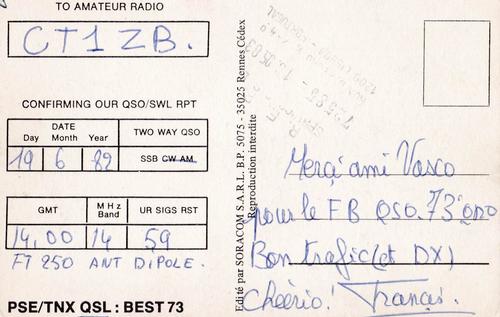 TO AMATEUR RADIO
CT1ZB.
CONFIRMING OUR QSO/SWL RPT
DATE
Day Month Year
TWO WAY QSO
19 6 82
SSB CW AM
GMT
MHz
Band
UR SIGS RST
14,00 14 59
FT 250 ANT DIPOLE.
PSE/TNX QSL : BEST 73
Edité par SORACOM S.A.R.L. B.P. 5075 - 35025 Rennes Cédex
Reproduction interdite
Merçi ami Vasco
pour le FB QSO. 73' QRO
Bon trafic (et DX)
Cheério! Françis.